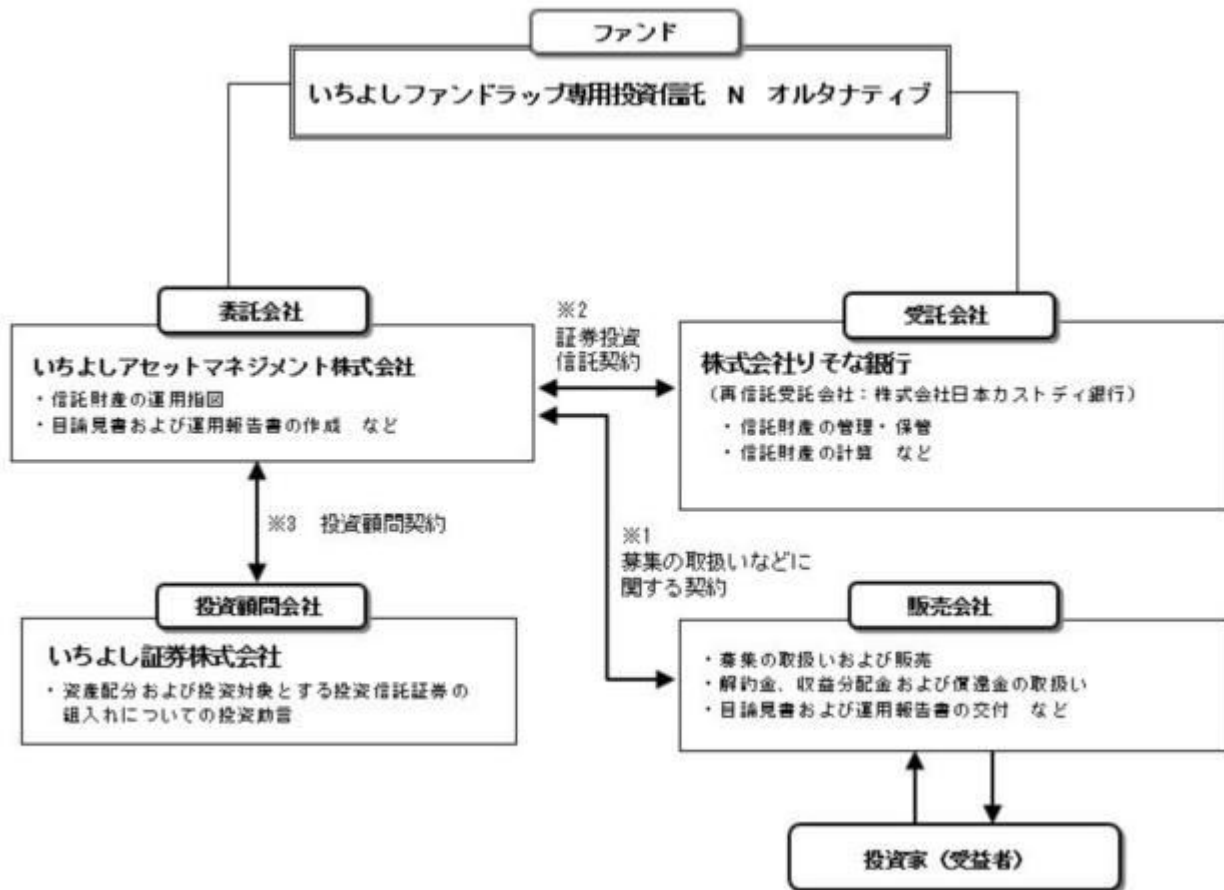 ファンド
いちよしファンドラップ専用投資信託 N オルタナティブ
委託会社
いちよしアセットマネジメント株式会社
・信託財産の運用指図
・目論見書および運用報告書の作成 など
※2
証券投資
信託契約
受託会社
株式会社りそな銀行
(再信託受託会社:株式会社日本カストディ銀行)
・信託財産の管理・保管
・信託財産の計算 など
※3 投資顧問契約
※1
募集の取扱いなどに
関する契約
投資顧問会社
いちよし証券株式会社
・資産配分および投資対象とする投資信託証券の
組入れについての投資助言
販売会社
・募集の取扱いおよび販売
・解約金、収益分配金および償還金の取扱い
・目論見書および運用報告書の交付 など
投資家(受益者)